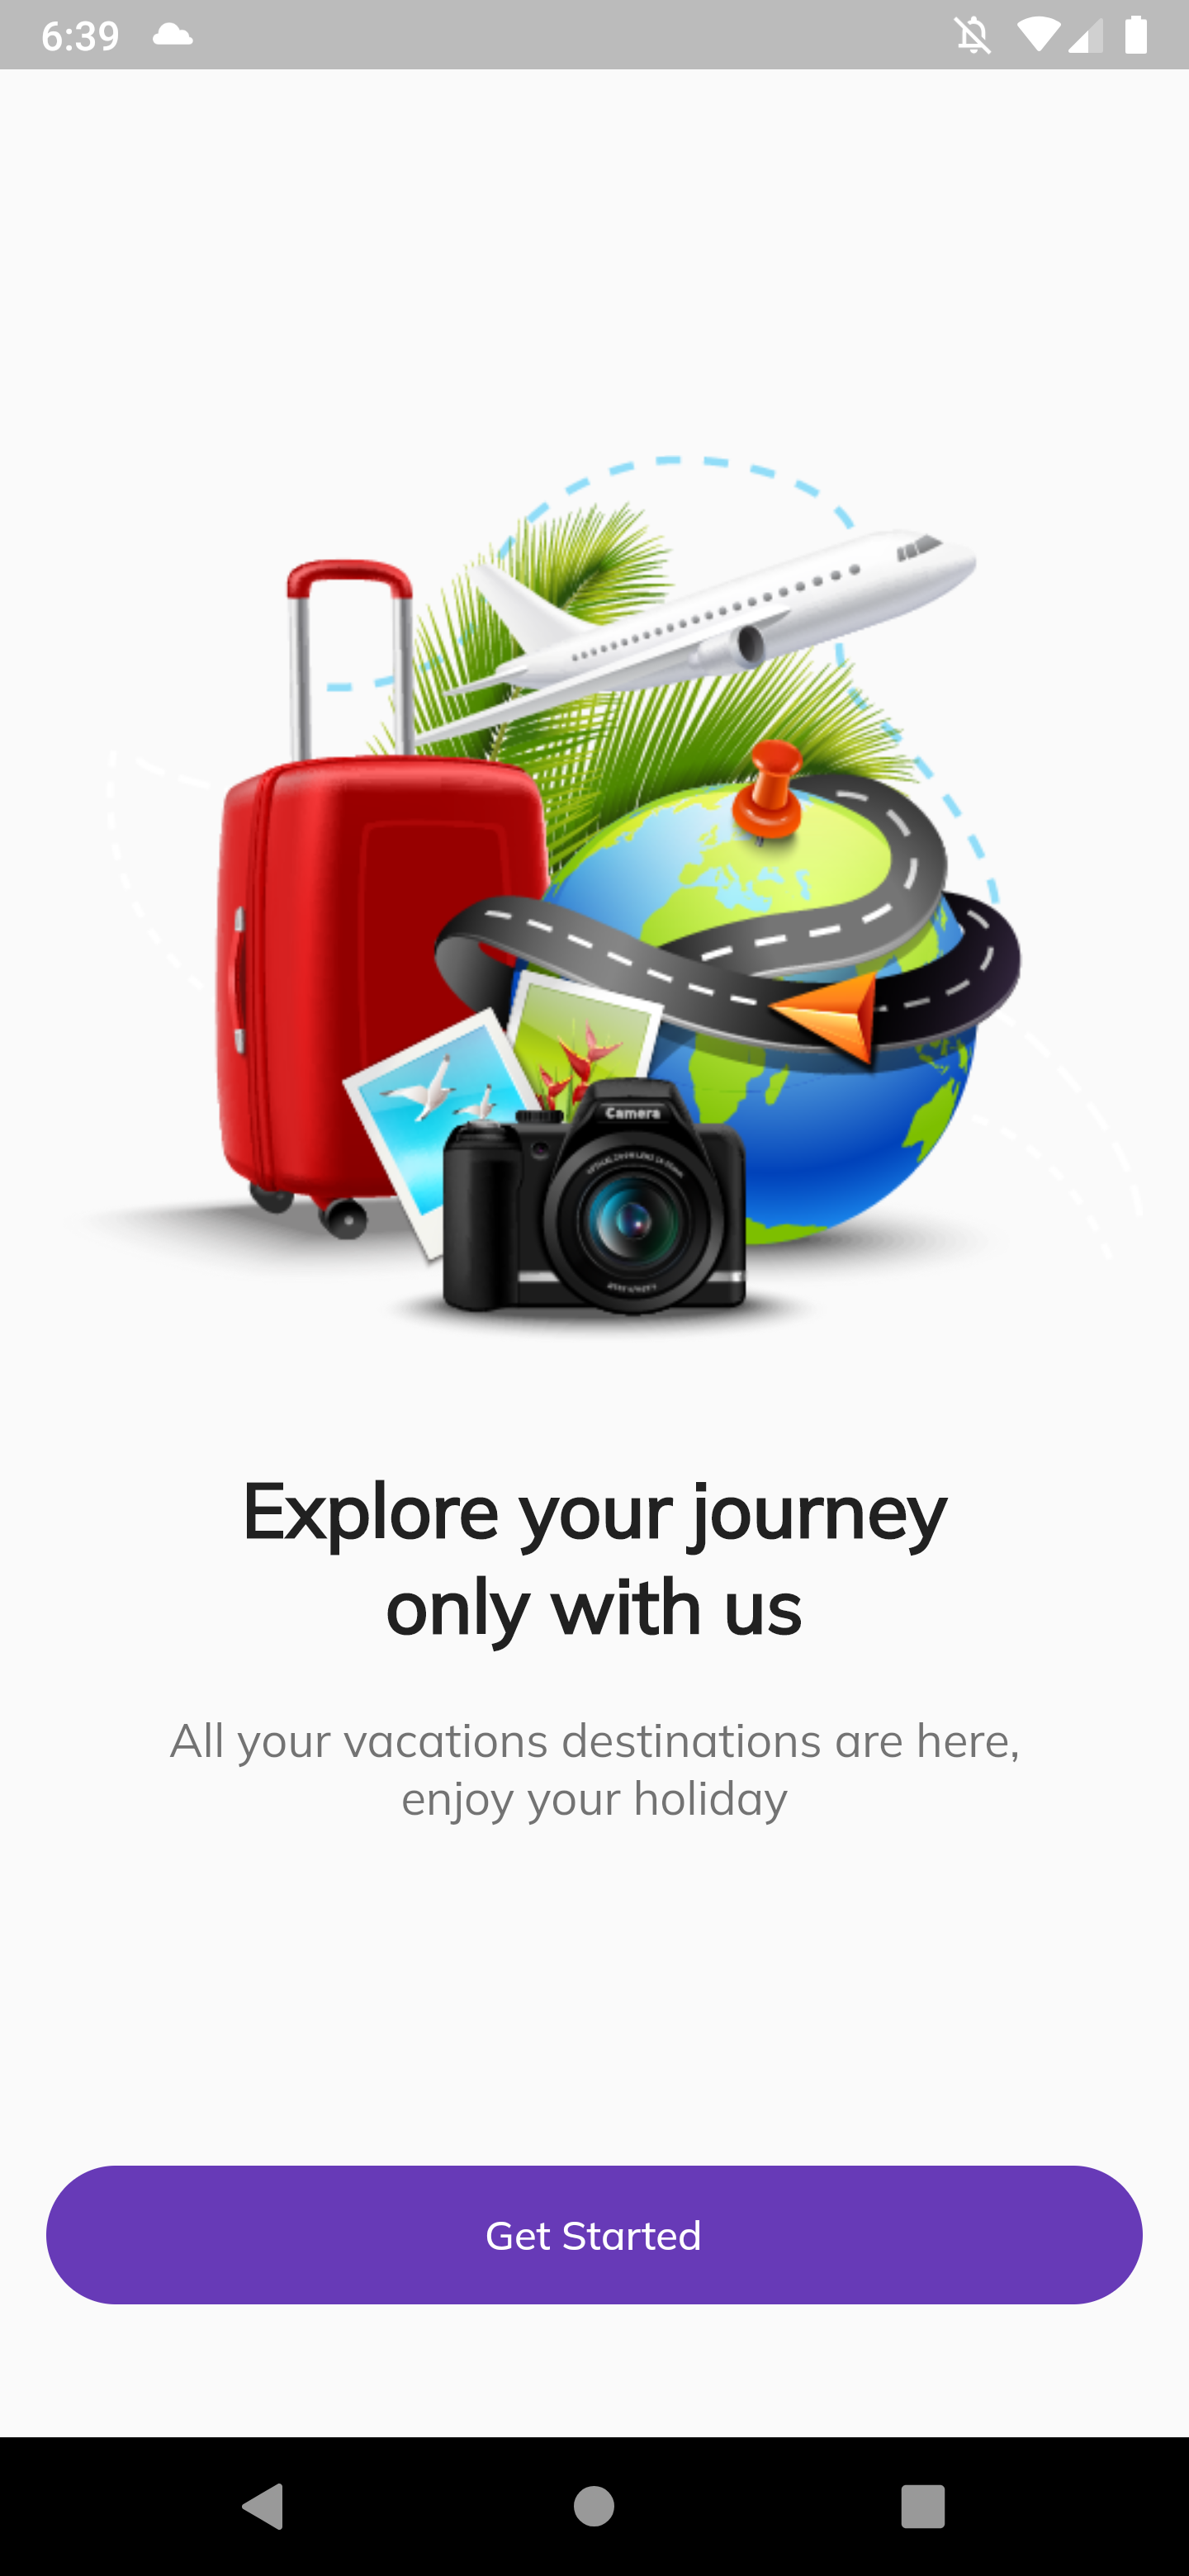 6:39
Camera
Explore your journey
only with us
All your vacations destinations are here,
enjoy your holiday
Get Started